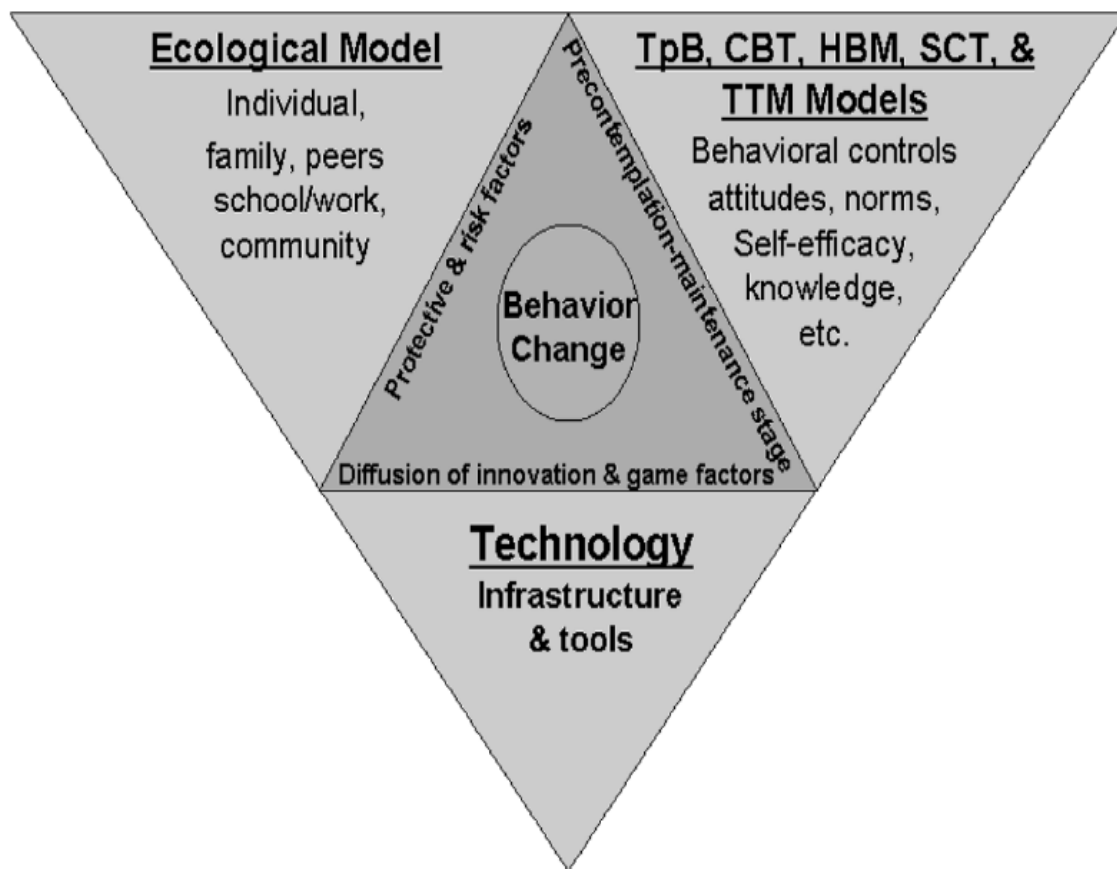 Ecological Model
Individual,
family, peers
school/work,
community
TpB, CBT, HBM, SCT, &
TTM Models
Behavioral controls
attitudes, norms,
Self-efficacy,
knowledge,
etc.
Protective & risk factors
Precontemplation-maintenance stage
Behavior
Change
Diffusion of innovation & game factors
Technology
Infrastructure
& tools